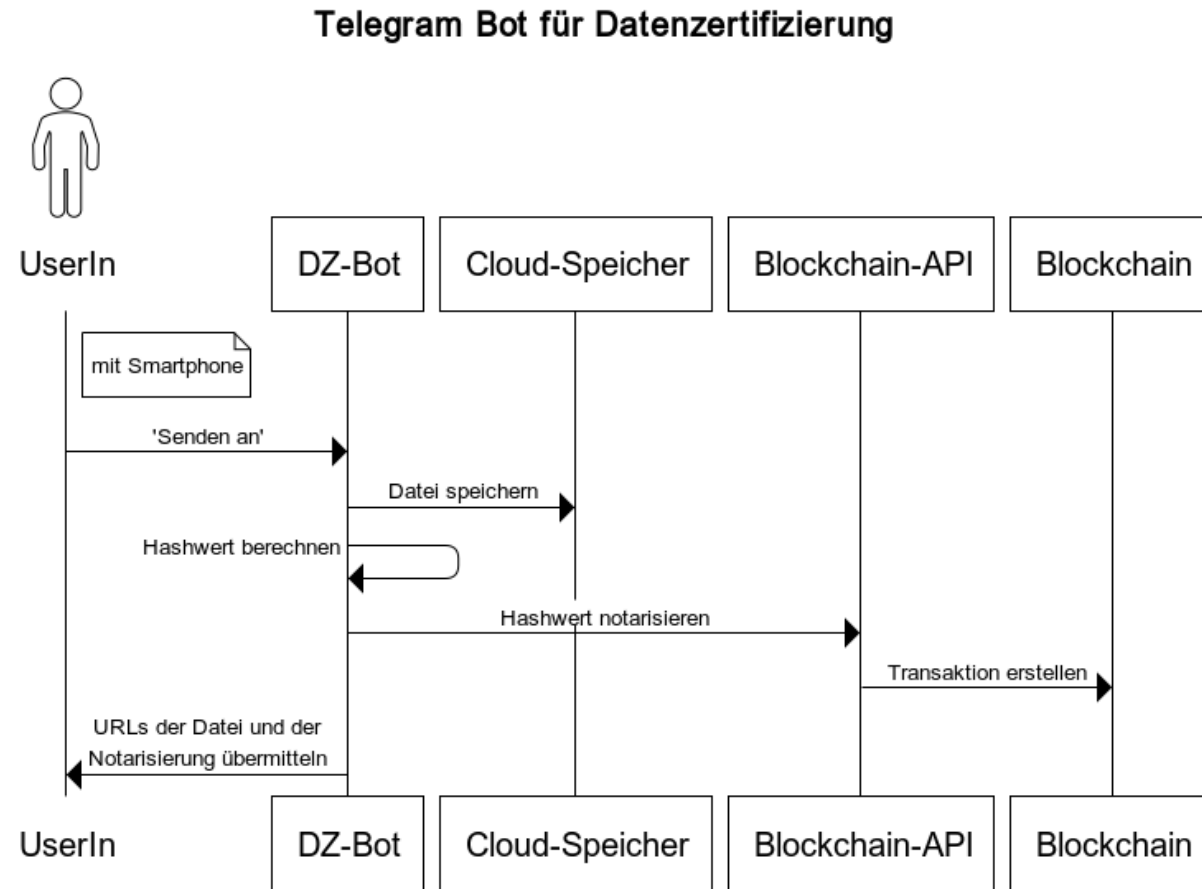 Telegram Bot für Datenzertifizierung
UserIn
DZ-Bot
Cloud-Speicher
Blockchain-API
Blockchain
mit Smartphone
'Senden an'
Datei speichern
Hashwert berechnen
Hashwert notarisieren
Transaktion erstellen
URLs der Datei und der
Notarisierung übermitteln
UserIn
DZ-Bot
Cloud-Speicher
Blockchain-API
Blockchain